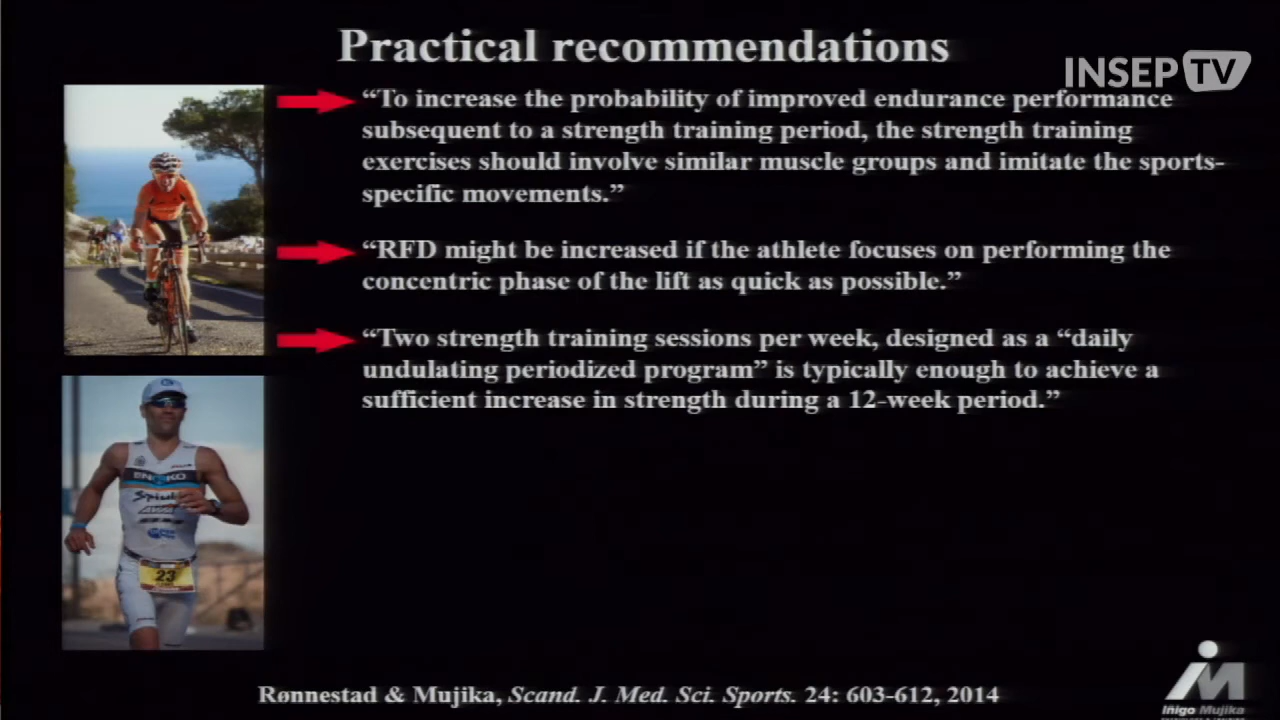 Practical recommendations
INSEP TV
“To increase the probability of improved endurance performance
subsequent to a strength training period, the strength training
exercises should involve similar muscle groups and imitate the sports-
specific movements.”
“RFD might be increased if the athlete focuses on performing the
concentric phase of the lift as quick as possible.”
“Two strength training sessions per week, designed as a “daily
undulating periodized program” is typically enough to achieve a
sufficient increase in strength during a 12-week period.”
23
Rønnestad & Mujika, Scand. J. Med. Sci. Sports. 24: 603-612, 2014
Iñigo Mujika